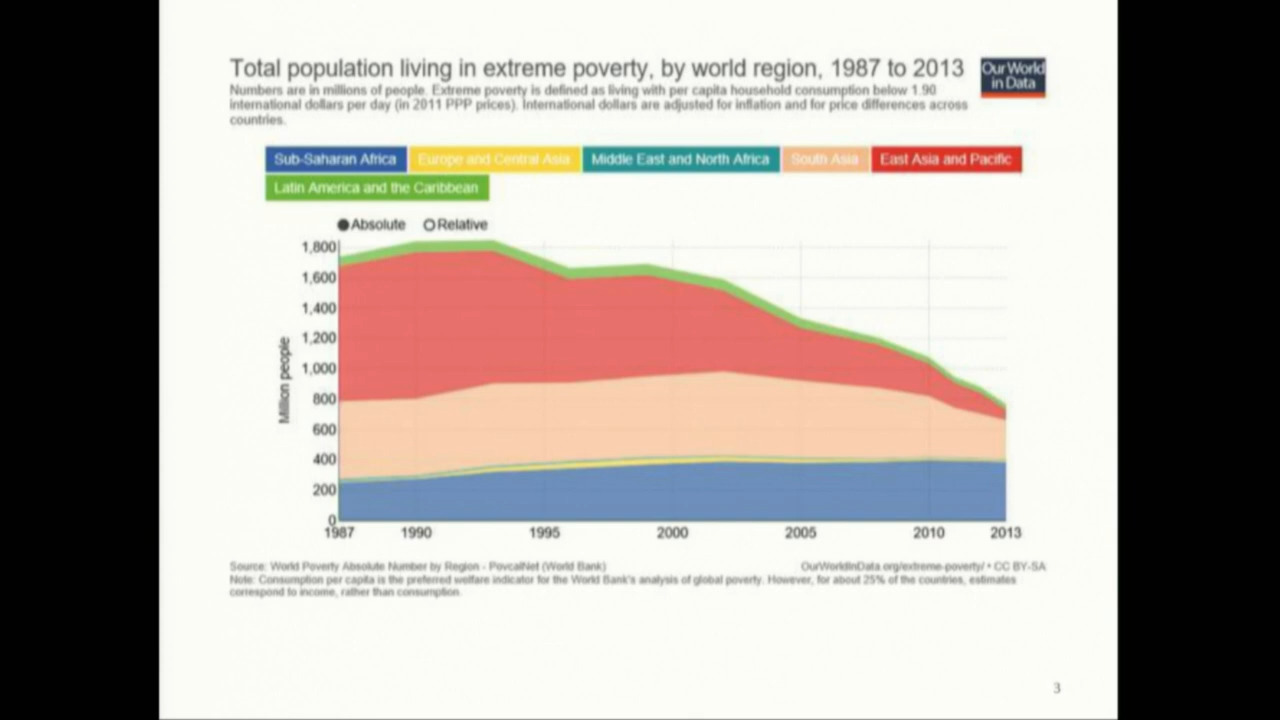 Total population living in extreme poverty, by world region, 1987 to 2013
Our World
in Data
Numbers are in millions of people. Extreme poverty is defined as living with per capita household consumption below 1.90
international dollars per day (in 2011 PPP prices). International dollars are adjusted for inflation and for price differences across
countries.
Sub-Saharan Africa
Europe and Central Asia
Middle East and North Africa
South Asia
East Asia and Pacific
Latin America and the Caribbean
Absolute
Relative
1,800
1,600
1,400
1,200
1,000
800
600
400
200
0
Million people
1987
1990
1995
2000
2005
2010
2013
Source: World Poverty Absolute Number by Region - PovcalNet (World Bank)
OurWorldInData.org/extreme-poverty/ • CC BY-SA
Note: Consumption per capita is the preferred welfare indicator for the World Bank's analysis of global poverty. However, for about 25% of the countries, estimates
correspond to income, rather than consumption.
3